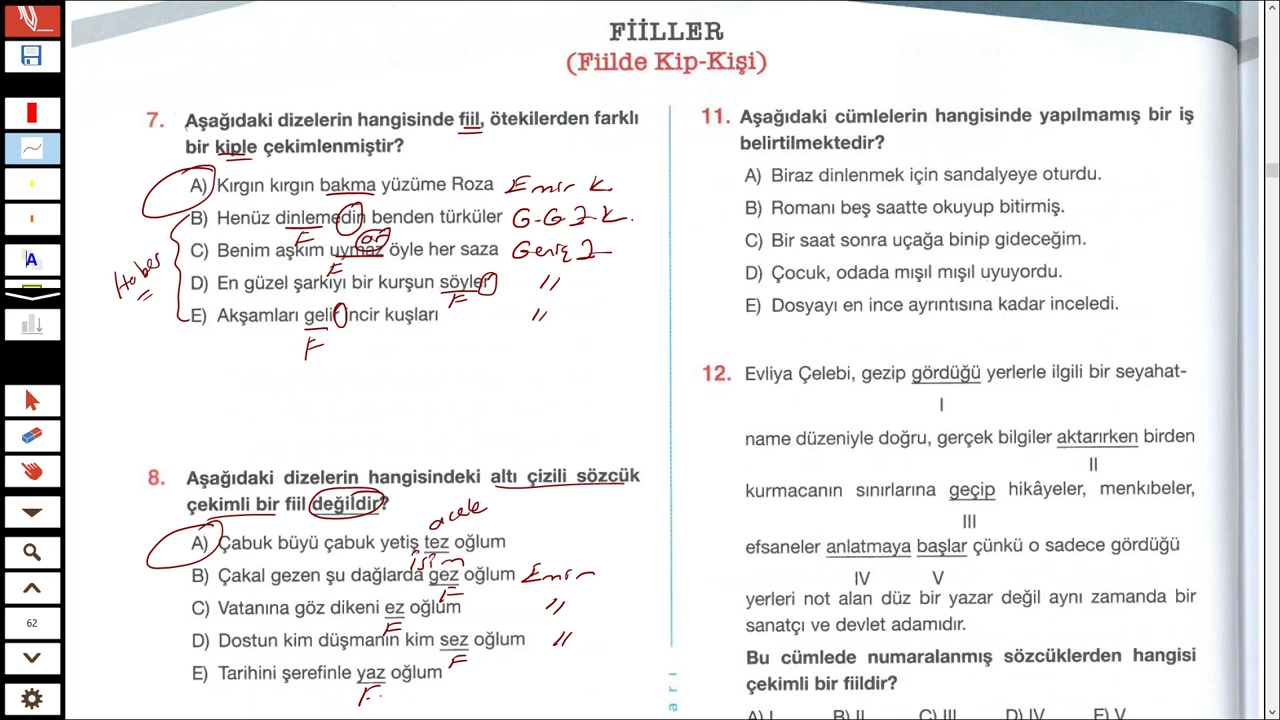 FİİLLER
(Fiilde Kip-Kişi)
7. Aşağıdaki dizelerin hangisinde fiil, ötekilerden farklı
bir kiple çekimlenmiştir?
A) Kırgın kırgın bakma yüzüme Roza Emir K
B) Henüz dinlemedin benden türküler G.G Z K.
F
C) Benim aşkım uymaz öyle her saza Geniş Z
ar
F
D) En güzel şarkıyı bir kurşun söyler "
F
E) Akşamları gelir incir kuşları "
F
Haber
8. Aşağıdaki dizelerin hangisindeki altı çizili sözcük
çekimli bir fiil değildir?
acele
A) Çabuk büyü çabuk yetiş tez oğlum
isim
B) Çakal gezen şu dağlarda gez oğlum Emir
F
C) Vatanına göz dikeni ez oğlum "
F
D) Dostun kim düşmanın kim sez oğlum "
F
E) Tarihini şerefinle yaz oğlum
F
11. Aşağıdaki cümlelerin hangisinde yapılmamış bir iş
belirtilmektedir?
A) Biraz dinlenmek için sandalyeye oturdu.
B) Romanı beş saatte okuyup bitirmiş.
C) Bir saat sonra uçağa binip gideceğim.
D) Çocuk, odada mışıl mışıl uyuyordu.
E) Dosyayı en ince ayrıntısına kadar inceledi.
12. Evliya Çelebi, gezip gördüğü yerlerle ilgili bir seyahat-
I
name düzeniyle doğru, gerçek bilgiler aktarırken birden
II
kurmacanın sınırlarına geçip hikâyeler, menkıbeler,
III
efsaneler anlatmaya başlar çünkü o sadece gördüğü
IV V
yerleri not alan düz bir yazar değil aynı zamanda bir
sanatçı ve devlet adamıdır.
Bu cümlede numaralanmış sözcüklerden hangisi
çekimli bir fiildir?
A) I B) II C) III D) IV E) V
arı
A
62